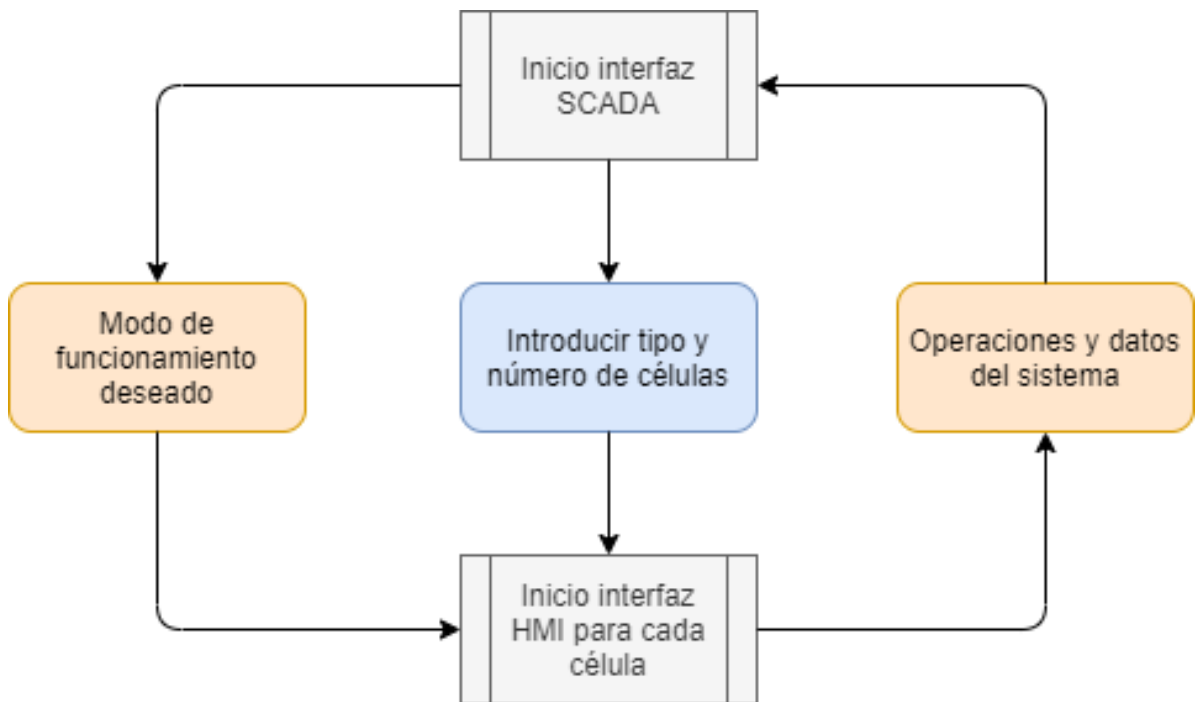 Inicio interfaz
SCADA
Modo de
funcionamiento
deseado
Introducir tipo y
número de células
Operaciones y datos
del sistema
Inicio interfaz
HMI para cada
célula